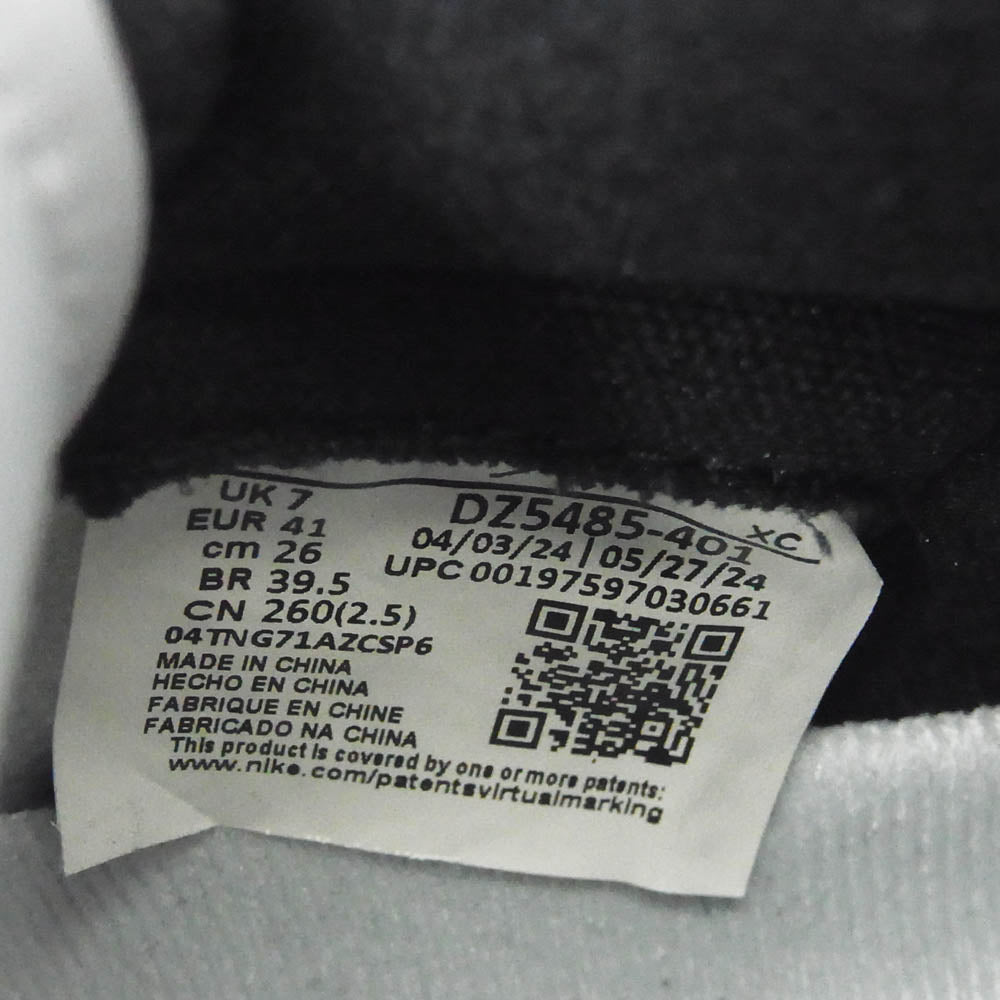 UK 7
EUR 41
cm 26
BR 39.5
CN 260(2.5)
04TNG71AZCSP6
MADE IN CHINA
HECHO EN CHINA
FABRIQUE EN CHINE
FABRICADO NA CHINA
This product is covered by one or more patents:
www.nike.com/patentsvirtualmarking
DZ5485-401 XC
04/03/24 | 05/27/24
UPC 00197597030661